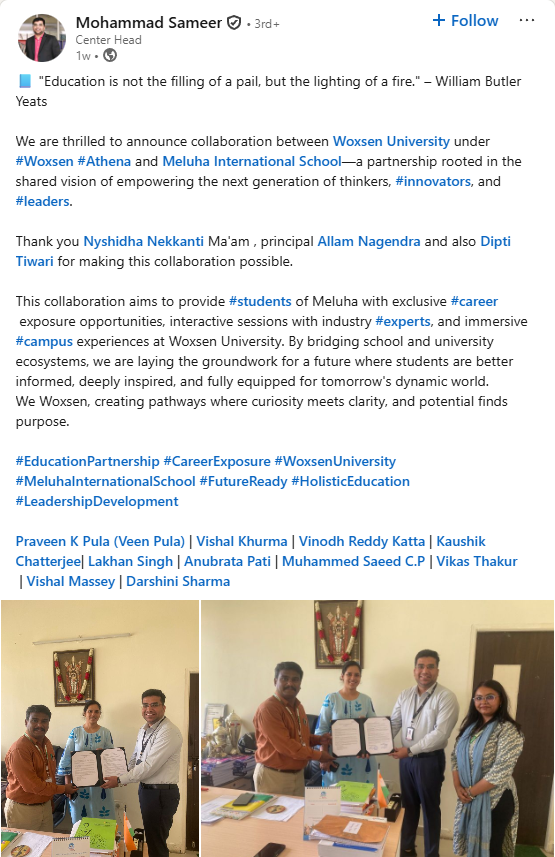 Mohammad Sameer • 3rd+
+ Follow ...
Center Head
1w •
"Education is not the filling of a pail, but the lighting of a fire." – William Butler
Yeats
We are thrilled to announce collaboration between Woxsen University under
#Woxsen #Athena and Meluha International School—a partnership rooted in the
shared vision of empowering the next generation of thinkers, #innovators, and
#leaders.
Thank you Nyshidha Nekkanti Ma'am , principal Allam Nagendra and also Dipti
Tiwari for making this collaboration possible.
This collaboration aims to provide #students of Meluha with exclusive #career
exposure opportunities, interactive sessions with industry #experts, and immersive
#campus experiences at Woxsen University. By bridging school and university
ecosystems, we are laying the groundwork for a future where students are better
informed, deeply inspired, and fully equipped for tomorrow's dynamic world.
We Woxsen, creating pathways where curiosity meets clarity, and potential finds
purpose.
#EducationPartnership #CareerExposure #WoxsenUniversity
#MeluhaInternationalSchool #FutureReady #HolisticEducation
#LeadershipDevelopment
Praveen K Pula (Veen Pula) | Vishal Khurma | Vinodh Reddy Katta | Kaushik
Chatterjee| Lakhan Singh | Anubrata Pati | Muhammed Saeed C.P | Vikas Thakur
| Vishal Massey | Darshini Sharma